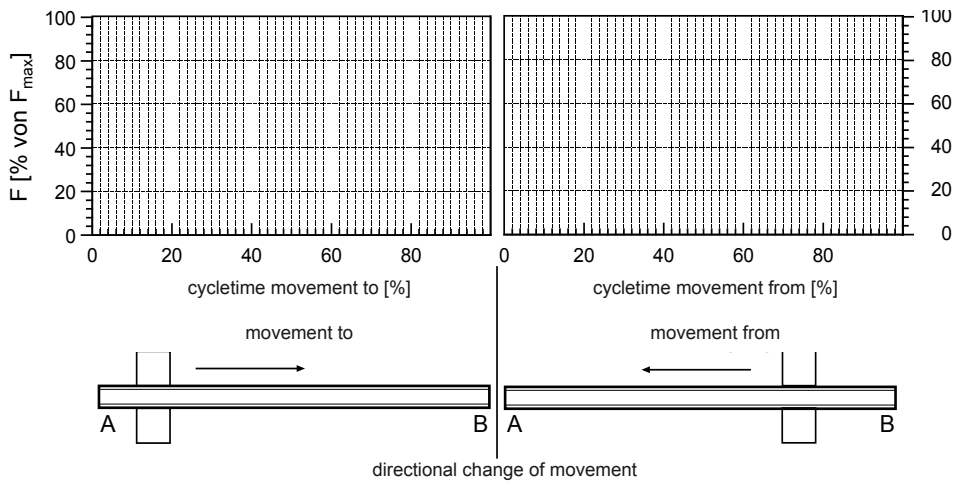 F [% von Fmax]
100
80
60
40
20
0
0 20 40 60 80
cycletime movement to [%]
100
80
60
40
20
0
0 20 40 60 80
cycletime movement from [%]
movement to
movement from
A B
A B
directional change of movement